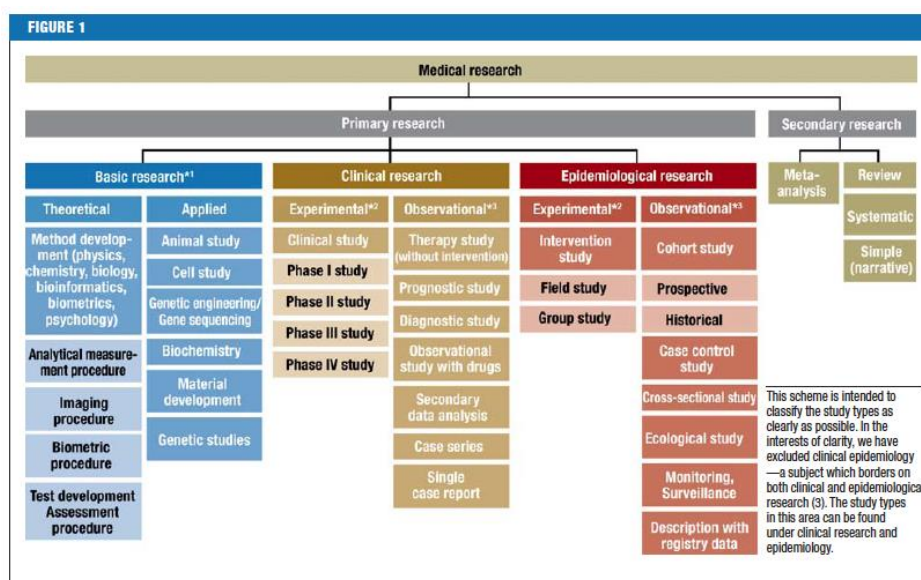 FIGURE 1
Medical research
Primary research
Secondary research
Basic research*1
Clinical research
Epidemiological research
Meta-
analysis
Review
Systematic
Simple
(narrative)
Theoretical
Applied
Experimental*2
Observational*3
Experimental*2
Observational*3
Method develop-
ment (physics,
chemistry, biology,
bioinformatics,
biometrics,
psychology)
Analytical measure-
ment procedure
Imaging
procedure
Biometric
procedure
Test development
Assessment
procedure
Animal study
Cell study
Genetic engineering/
Gene sequencing
Biochemistry
Material
development
Genetic studies
Clinical study
Phase I study
Phase II study
Phase III study
Phase IV study
Therapy study
(without intervention)
Prognostic study
Diagnostic study
Observational
study with drugs
Secondary
data analysis
Case series
Single
case report
Intervention
study
Field study
Group study
Cohort study
Prospective
Historical
Case control
study
Cross-sectional study
Ecological study
Monitoring,
Surveillance
Description with
registry data
This scheme is intended to
classify the study types as
clearly as possible. In the
interests of clarity, we have
excluded clinical epidemiology
—a subject which borders on
both clinical and epidemiological
research (3). The study types
in this area can be found
under clinical research and
epidemiology.